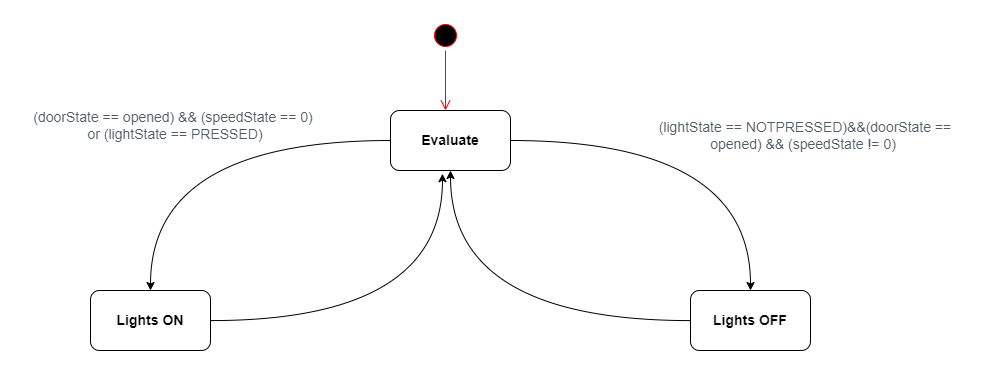 (doorState == opened) && (speedState == 0)
or (lightState == PRESSED)
(lightState == NOTPRESSED)&&(doorState ==
opened) && (speedState != 0)
Evaluate
Lights ON
Lights OFF